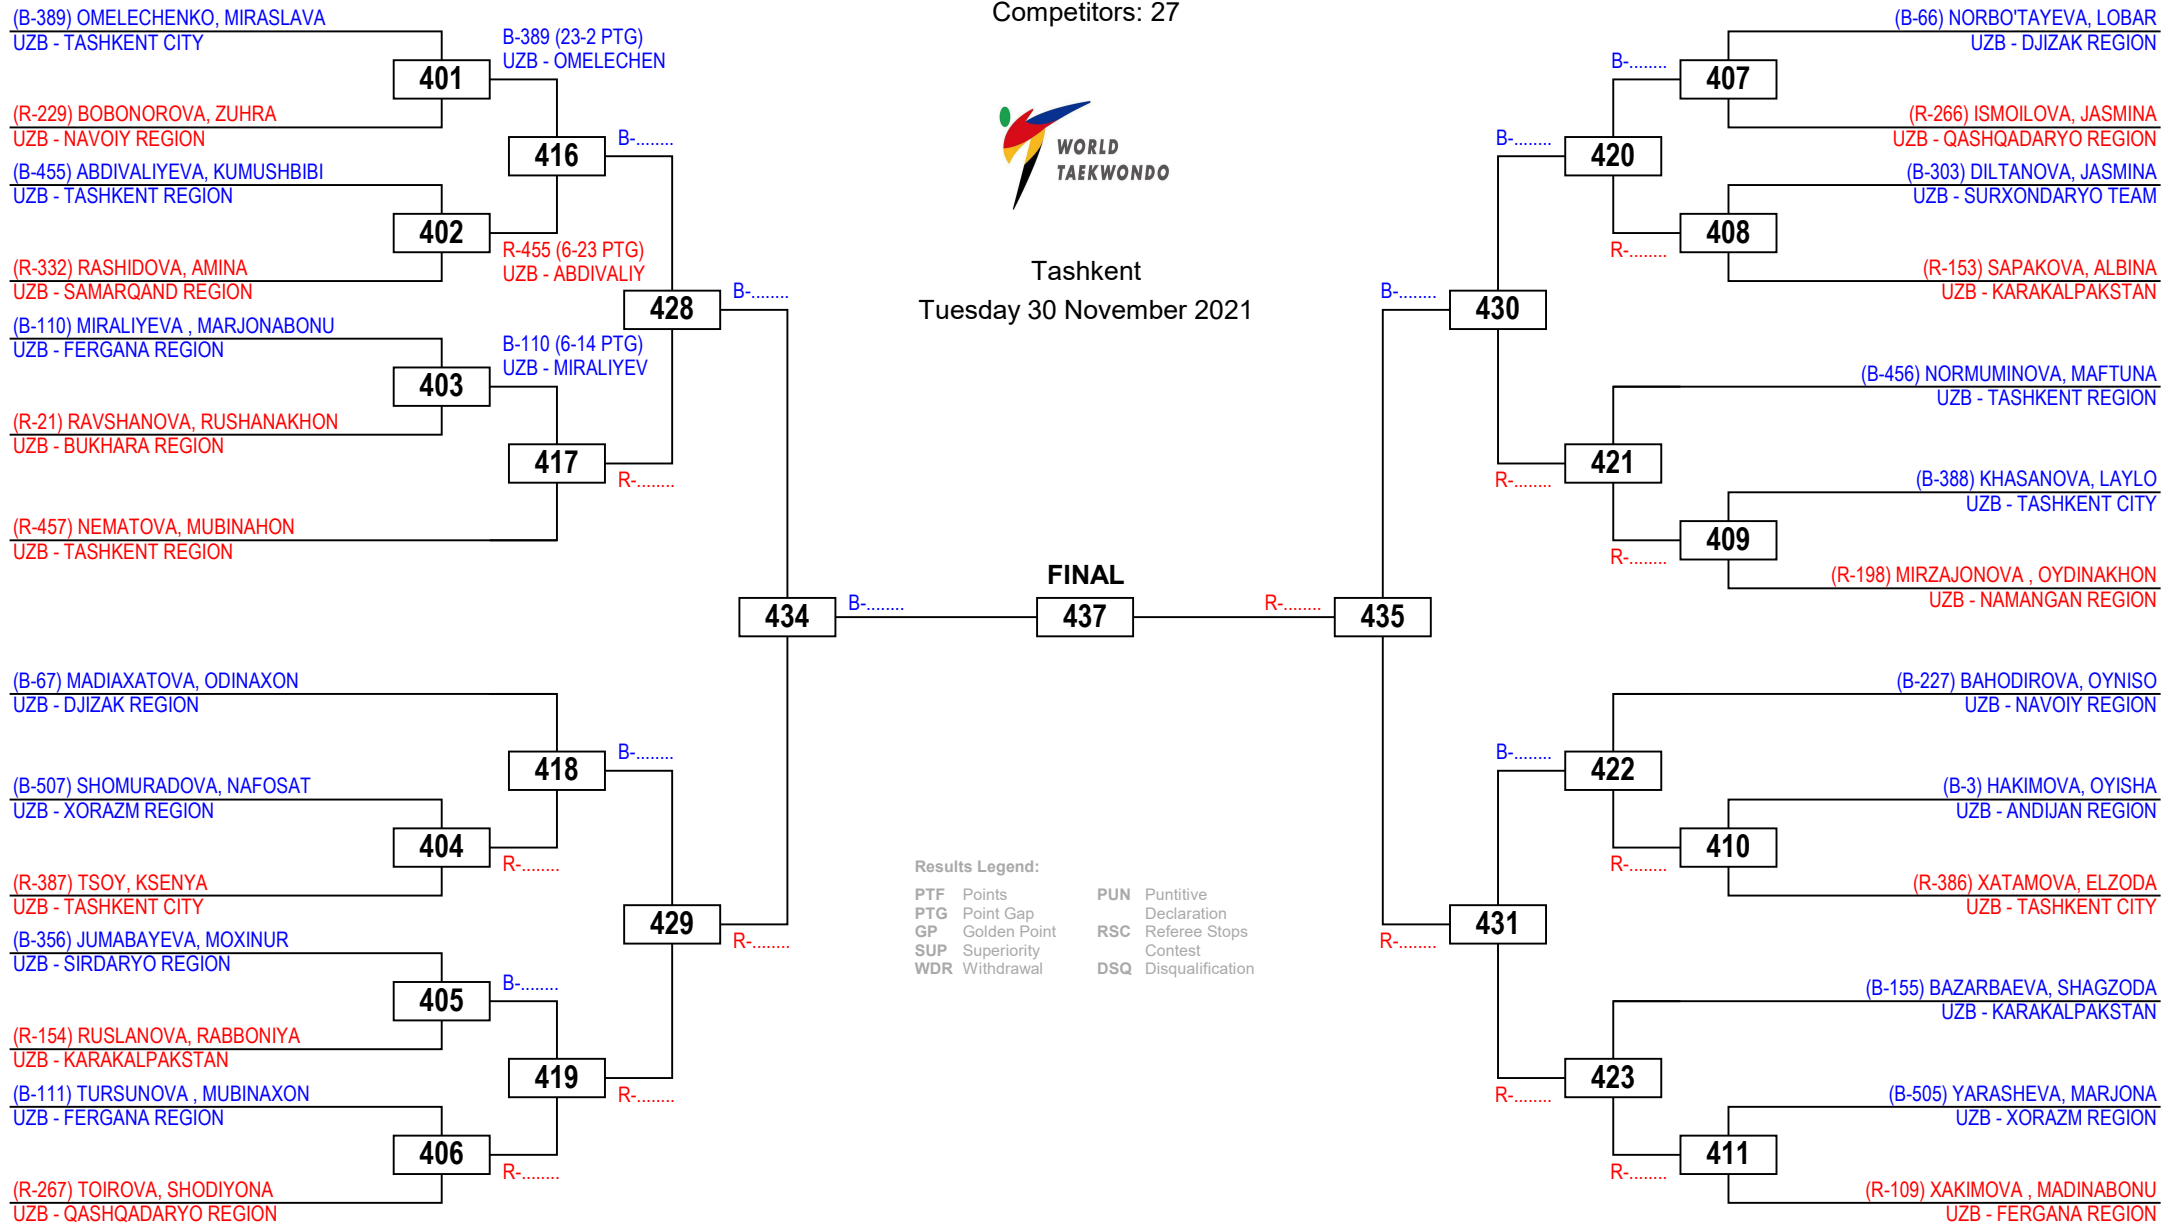 Competitors: 27
WORLD
TAEKWONDO
Tashkent
Tuesday 30 November 2021
(B-389) OMELECHENKO, MIRASLAVA
UZB - TASHKENT CITY
401
(R-229) BOBONOROVA, ZUHRA
UZB - NAVOIY REGION
B-389 (23-2 PTG)
UZB - OMELECHEN
416
(B-455) ABDIVALIYEVA, KUMUSHBIBI
UZB - TASHKENT REGION
402
(R-332) RASHIDOVA, AMINA
UZB - SAMARQAND REGION
R-455 (6-23 PTG)
UZB - ABDIVALIY
B-........
428
(B-110) MIRALIYEVA , MARJONABONU
UZB - FERGANA REGION
403
(R-21) RAVSHANOVA, RUSHANAKHON
UZB - BUKHARA REGION
B-110 (6-14 PTG)
UZB - MIRALIYEV
417
(R-457) NEMATOVA, MUBINAHON
UZB - TASHKENT REGION
R-........
B-........
434
(B-67) MADIAXATOVA, ODINAXON
UZB - DJIZAK REGION
418
(B-507) SHOMURADOVA, NAFOSAT
UZB - XORAZM REGION
404
(R-387) TSOY, KSENYA
UZB - TASHKENT CITY
R-........
B-........
429
R-........
(B-356) JUMABAYEVA, MOXINUR
UZB - SIRDARYO REGION
405
(R-154) RUSLANOVA, RABBONIYA
UZB - KARAKALPAKSTAN
B-........
419
R-........
(B-111) TURSUNOVA , MUBINAXON
UZB - FERGANA REGION
406
(R-267) TOIROVA, SHODIYONA
UZB - QASHQADARYO REGION
R-........
FINAL
B-........
437
R-........
435
(B-66) NORBO'TAYEVA, LOBAR
UZB - DJIZAK REGION
407
(R-266) ISMOILOVA, JASMINA
UZB - QASHQADARYO REGION
B-........
420
B-........
(B-303) DILTANOVA, JASMINA
UZB - SURXONDARYO TEAM
408
(R-153) SAPAKOVA, ALBINA
UZB - KARAKALPAKSTAN
R-........
B-........
430
(B-456) NORMUMINOVA, MAFTUNA
UZB - TASHKENT REGION
421
R-........
(B-388) KHASANOVA, LAYLO
UZB - TASHKENT CITY
409
(R-198) MIRZAJONOVA , OYDINAKHON
UZB - NAMANGAN REGION
R-........
(B-227) BAHODIROVA, OYNISO
UZB - NAVOIY REGION
422
B-........
(B-3) HAKIMOVA, OYISHA
UZB - ANDIJAN REGION
410
(R-386) XATAMOVA, ELZODA
UZB - TASHKENT CITY
R-........
431
R-........
(B-155) BAZARBAEVA, SHAGZODA
UZB - KARAKALPAKSTAN
423
R-........
(B-505) YARASHEVA, MARJONA
UZB - XORAZM REGION
411
(R-109) XAKIMOVA , MADINABONU
UZB - FERGANA REGION
R-........
Results Legend:
PTF Points
PTG Point Gap
GP Golden Point
SUP Superiority
WDR Withdrawal
PUN Puntitive
Declaration
RSC Referee Stops
Contest
DSQ Disqualification